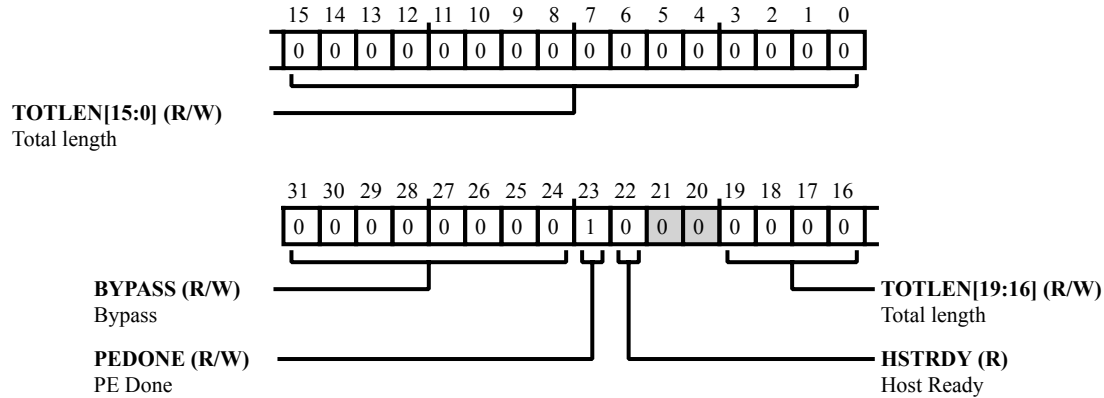 15 14 13 12 11 10 9 8 7 6 5 4 3 2 1 0
0 0 0 0 0 0 0 0 0 0 0 0 0 0 0 0
TOTLEN[15:0] (R/W)
Total length
31 30 29 28 27 26 25 24 23 22 21 20 19 18 17 16
0 0 0 0 0 0 0 0 1 0 0 0 0 0 0 0
BYPASS (R/W)
Bypass
TOTLEN[19:16] (R/W)
Total length
PEDONE (R/W)
PE Done
HSTRDY (R)
Host Ready